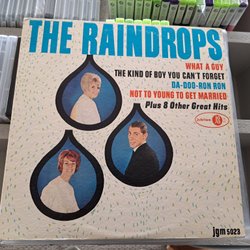 THE RAINDROPS
WHAT A GUY
THE KIND OF BOY YOU CAN'T FORGET
DA-DOO-RON RON
NOT TO YOUNG TO GET MARRIED
Plus 8 Other Great Hits
jgm 5023